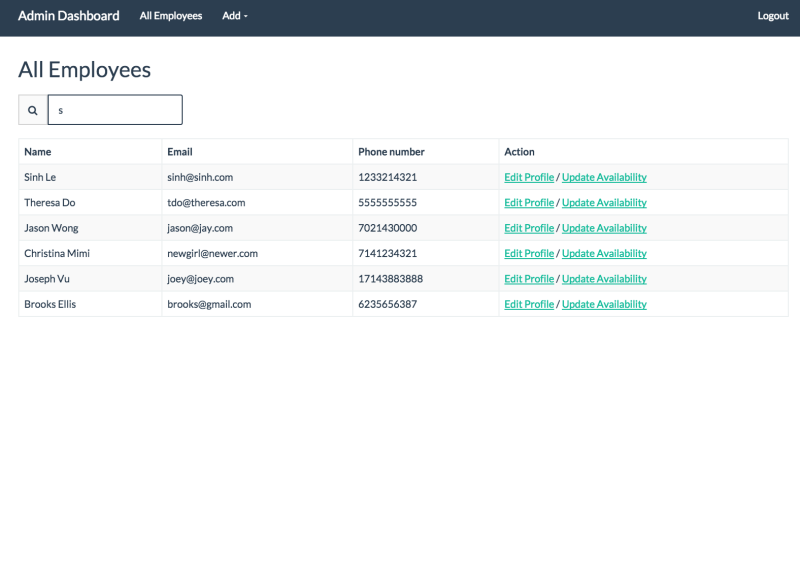 Admin Dashboard All Employees Add Logout
All Employees
s
Name Email Phone number Action
Sinh Le sinh@sinh.com 1233214321 Edit Profile / Update Availability
Theresa Do tdo@theresa.com 5555555555 Edit Profile / Update Availability
Jason Wong jason@jay.com 7021430000 Edit Profile / Update Availability
Christina Mimi newgirl@newer.com 7141234321 Edit Profile / Update Availability
Joseph Vu joey@joey.com 17143883888 Edit Profile / Update Availability
Brooks Ellis brooks@gmail.com 6235656387 Edit Profile / Update Availability